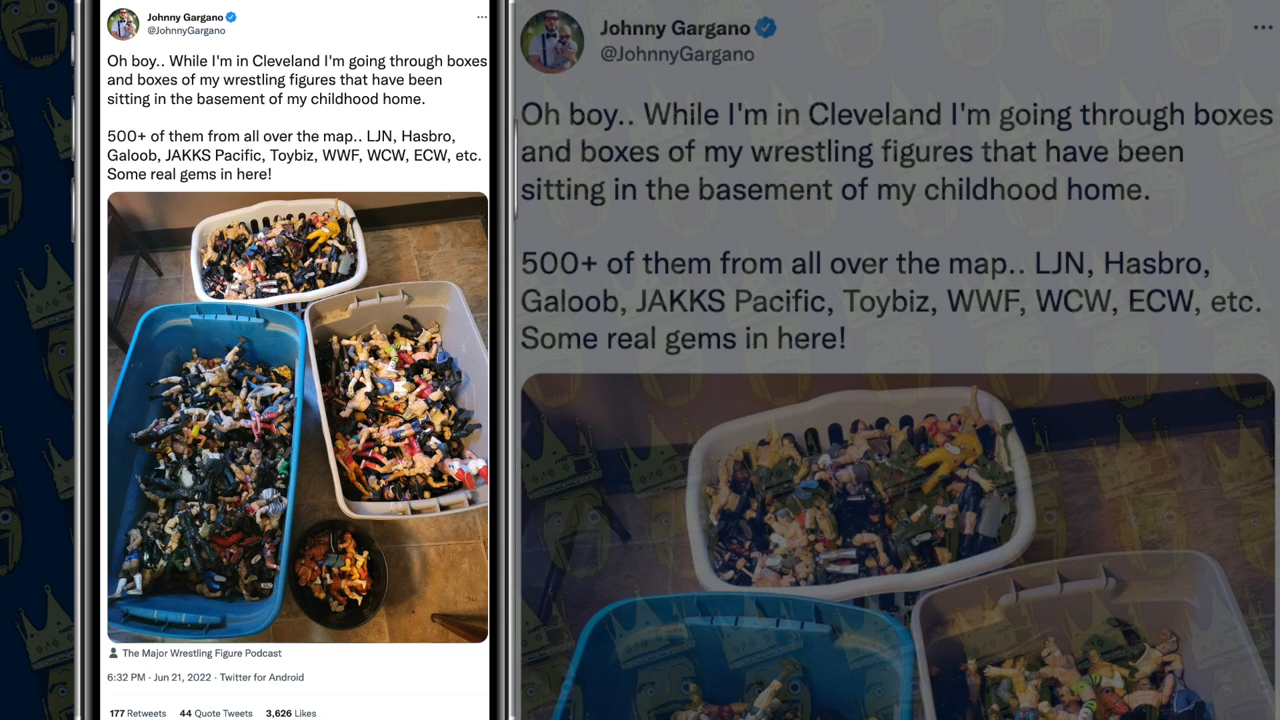 Johnny Gargano
@JohnnyGargano
Oh boy.. While I'm in Cleveland I'm going through boxes
and boxes of my wrestling figures that have been
sitting in the basement of my childhood home.
500+ of them from all over the map.. LJN, Hasbro,
Galoob, JAKKS Pacific, Toybiz, WWF, WCW, ECW, etc.
Some real gems in here!
The Major Wrestling Figure Podcast
6:32 PM · Jun 21, 2022 · Twitter for Android
177 Retweets 44 Quote Tweets 3,626 Likes
Johnny Gargano
@JohnnyGargano
Oh boy.. While I'm in Cleveland I'm going through boxes
and boxes of my wrestling figures that have been
sitting in the basement of my childhood home.
500+ of them from all over the map.. LJN, Hasbro,
Galoob, JAKKS Pacific, Toybiz, WWF, WCW, ECW, etc.
Some real gems in here!